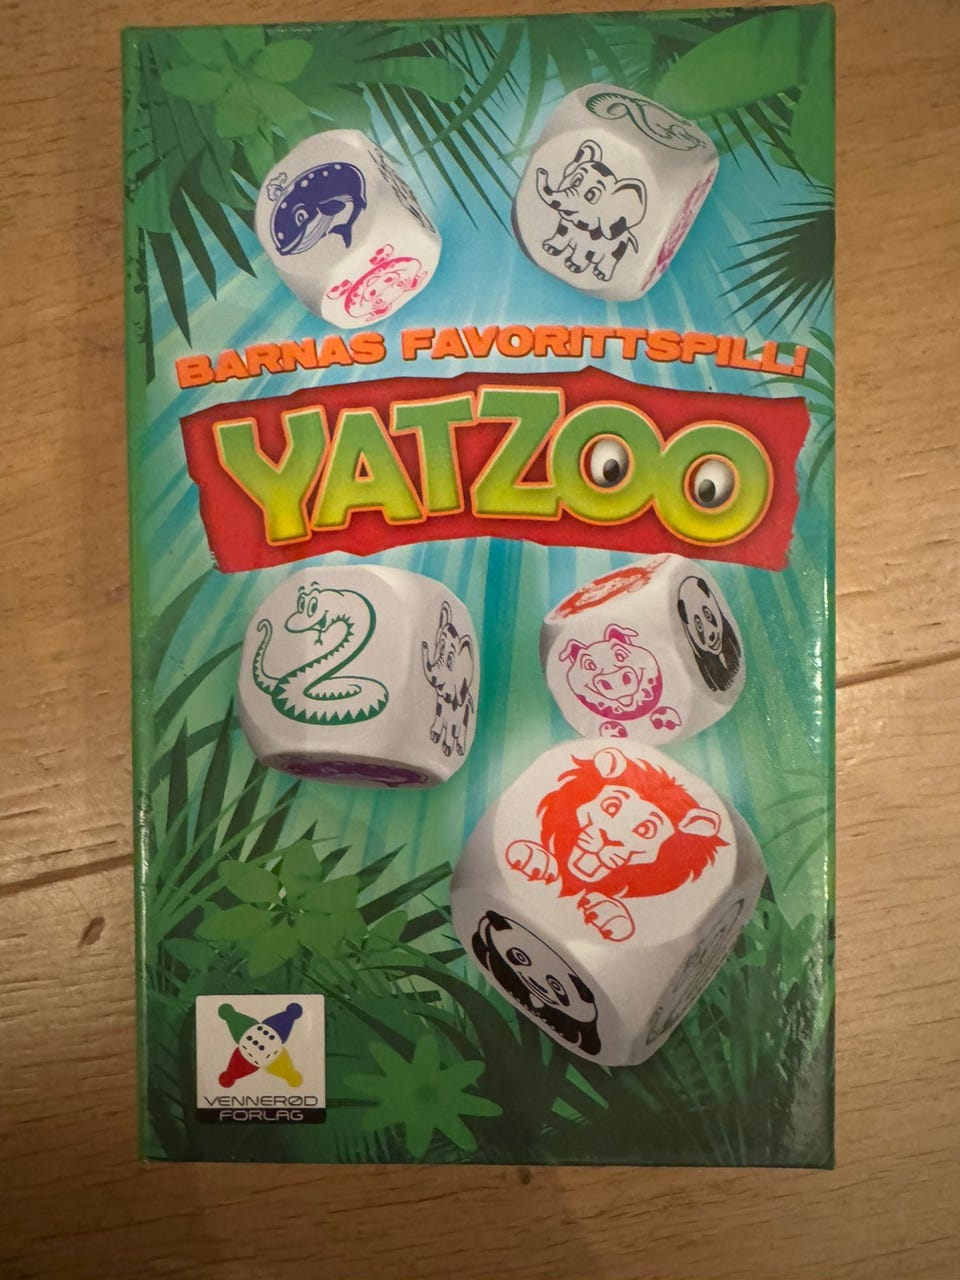 BARNAS FAVORITTSPILL!
YATZOO
VENNERØD
FORLAG